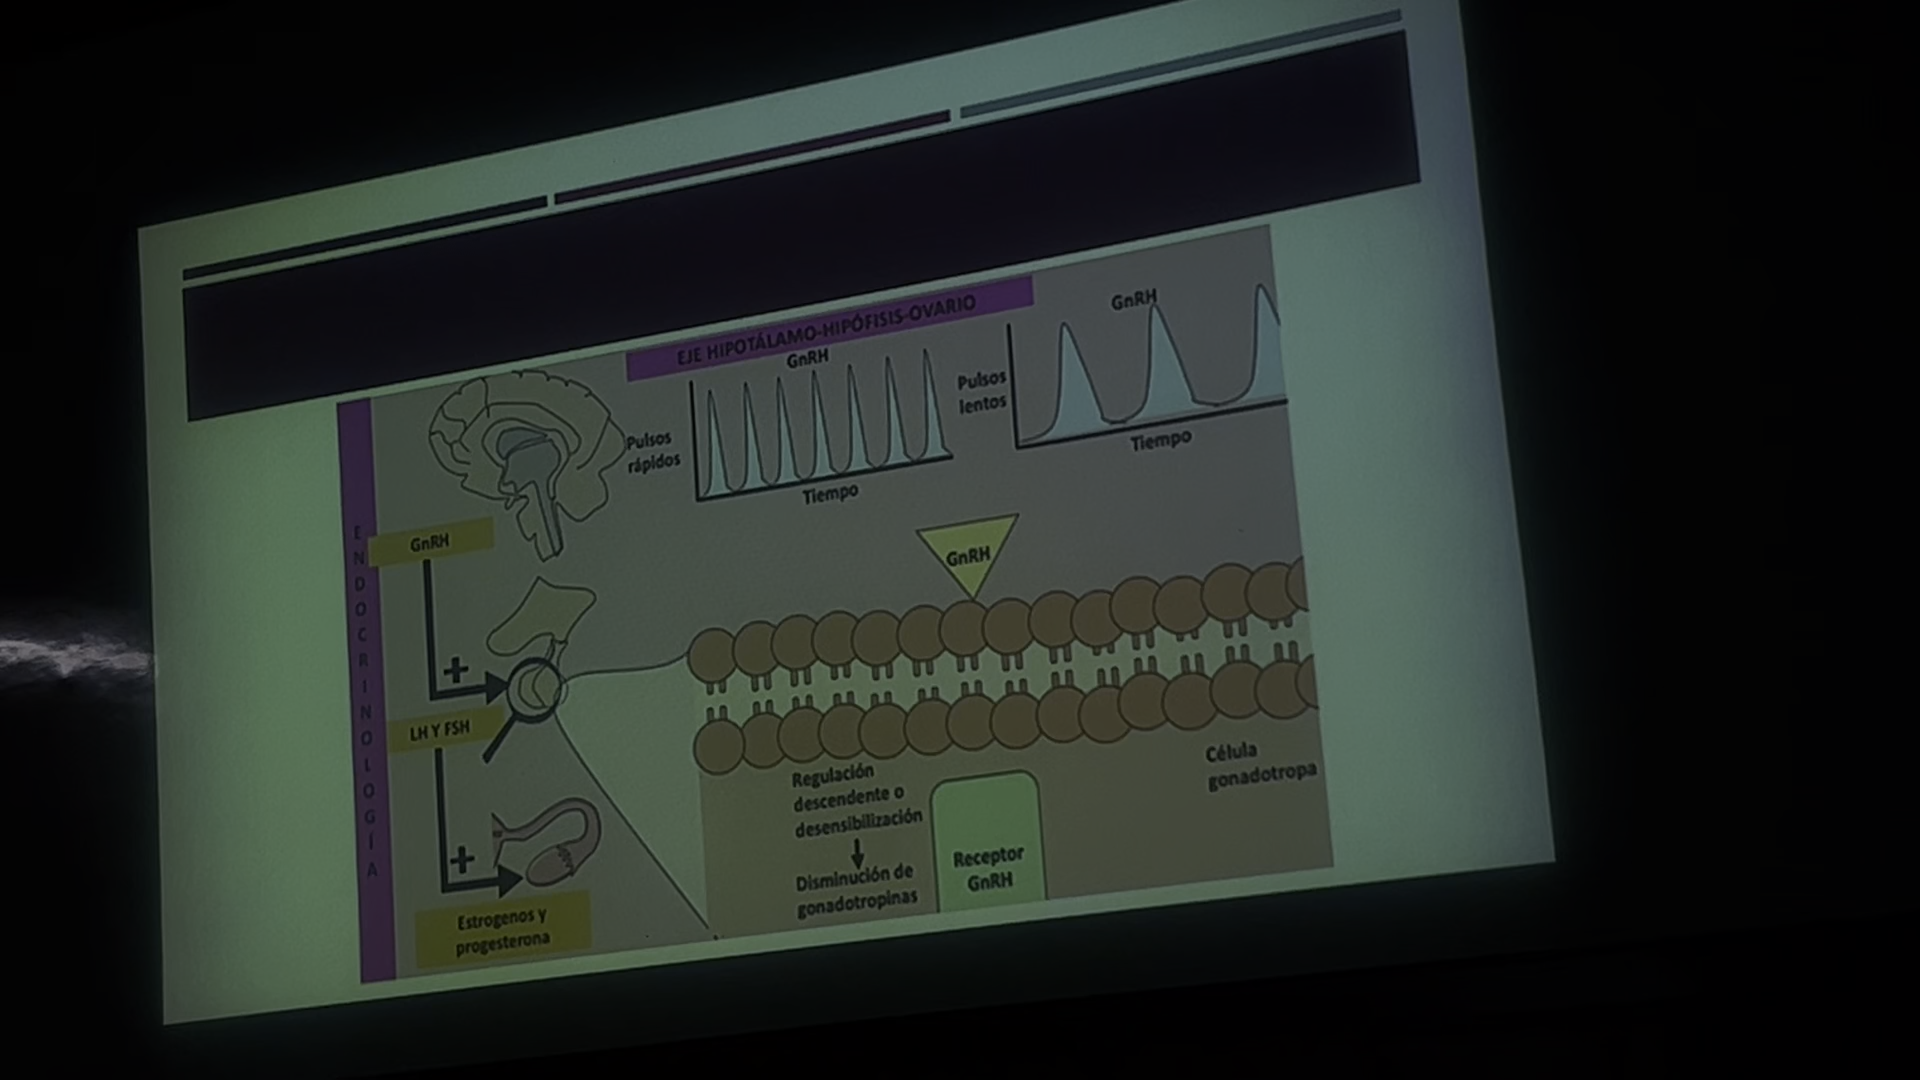 EJE HIPOTÁLAMO-HIPÓFISIS-OVARIO
GnRH
Pulsos
rápidos
Tiempo
GnRH
Pulsos
lentos
Tiempo
ENDOCRINOLOGÍA
GnRH
+
LH Y FSH
+
Estrogenos y
progesterona
GnRH
Célula
gonadotropa
Regulación
descendente o
desensibilización
Disminución de
gonadotropinas
Receptor
GnRH